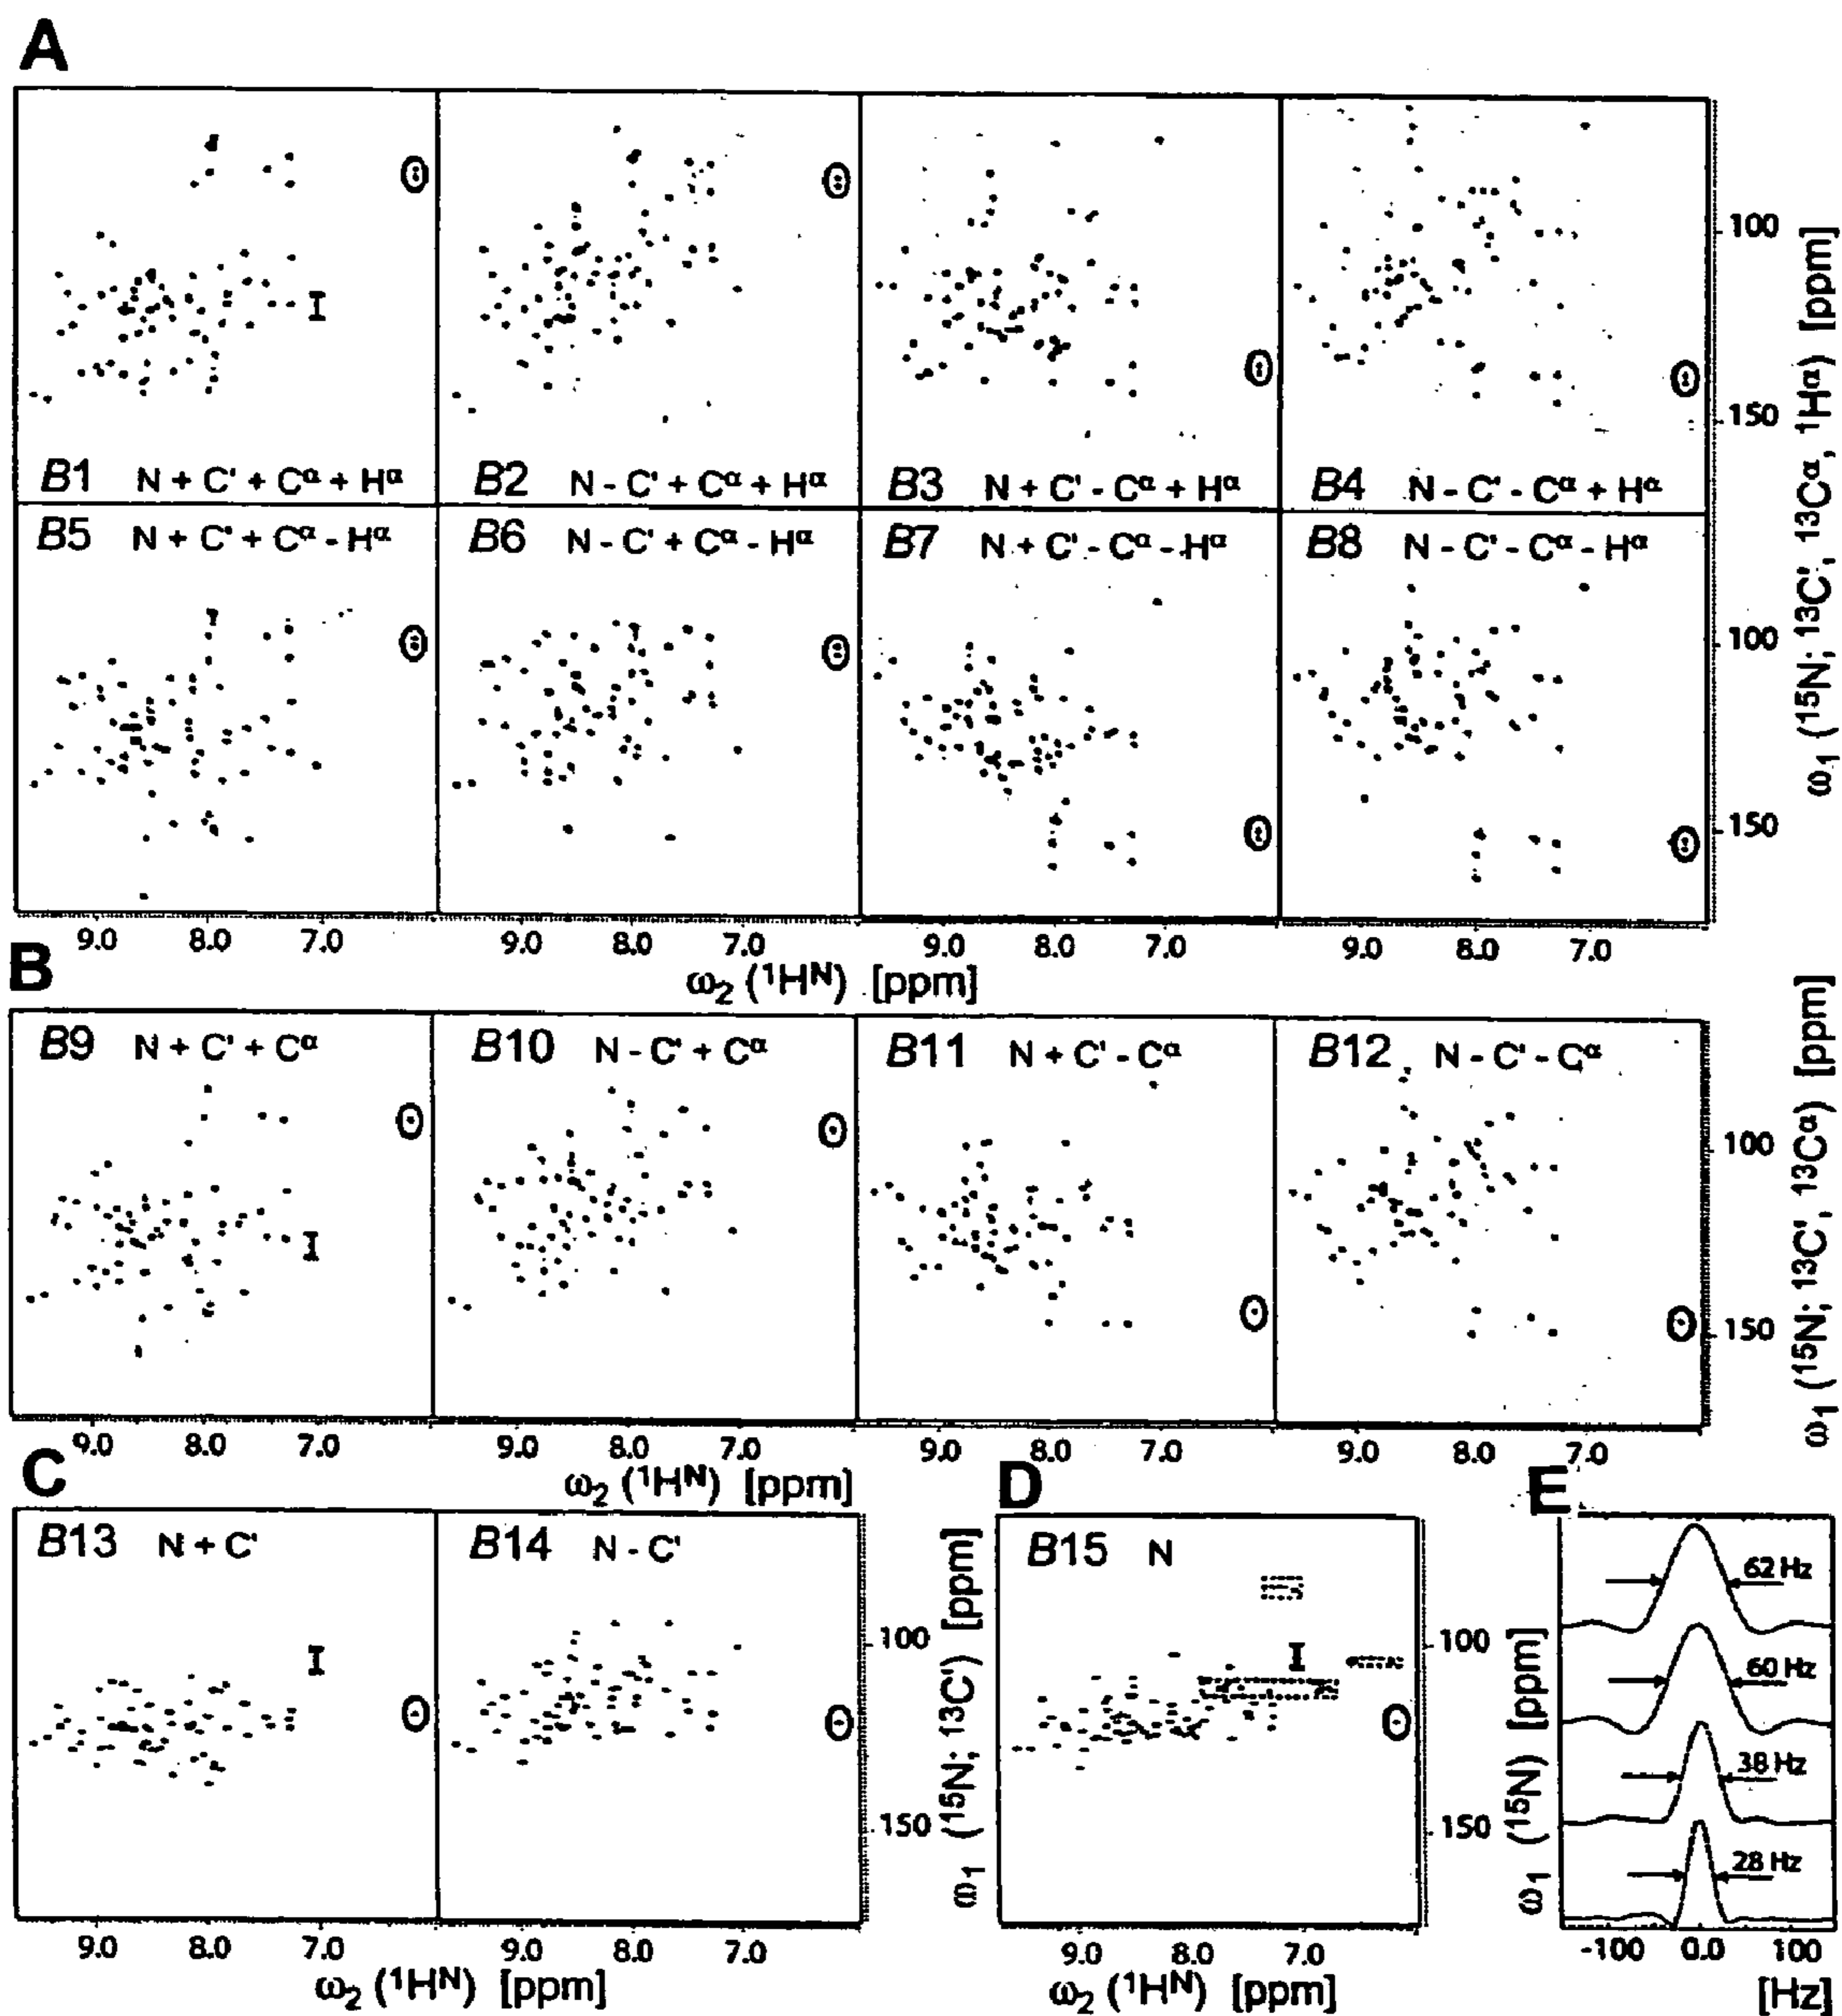 A
B1 N + C' + Cα + Hα
B2 N - C' + Cα + Hα
B3 N + C' - Cα + Hα
B4 N - C' - Cα + Hα
B5 N + C' + Cα - Hα
B6 N - C' + Cα - Hα
B7 N + C' - Cα - Hα
B8 N - C' - Cα - Hα
I
100
150
100
150
ω1 (15N; 13C', 13Cα, 1Hα) [ppm]
9.0 8.0 7.0 9.0 8.0 7.0 9.0 8.0 7.0 9.0 8.0 7.0
ω2 (1HN) [ppm]
B
B9 N + C' + Cα
B10 N - C' + Cα
B11 N + C' - Cα
B12 N - C' - Cα
I
100
150
ω1 (15N; 13C', 13Cα) [ppm]
9.0 8.0 7.0 9.0 8.0 7.0 9.0 8.0 7.0 9.0 8.0 7.0
ω2 (1HN) [ppm]
C
B13 N + C'
B14 N - C'
I
100
150
ω1 (15N; 13C') [ppm]
9.0 8.0 7.0 9.0 8.0 7.0
ω2 (1HN) [ppm]
D
B15 N
I
100
150
ω1 (15N) [ppm]
9.0 8.0 7.0
ω2 (1HN) [ppm]
E
62 Hz
60 Hz
38 Hz
28 Hz
-100 0.0 100
[Hz]